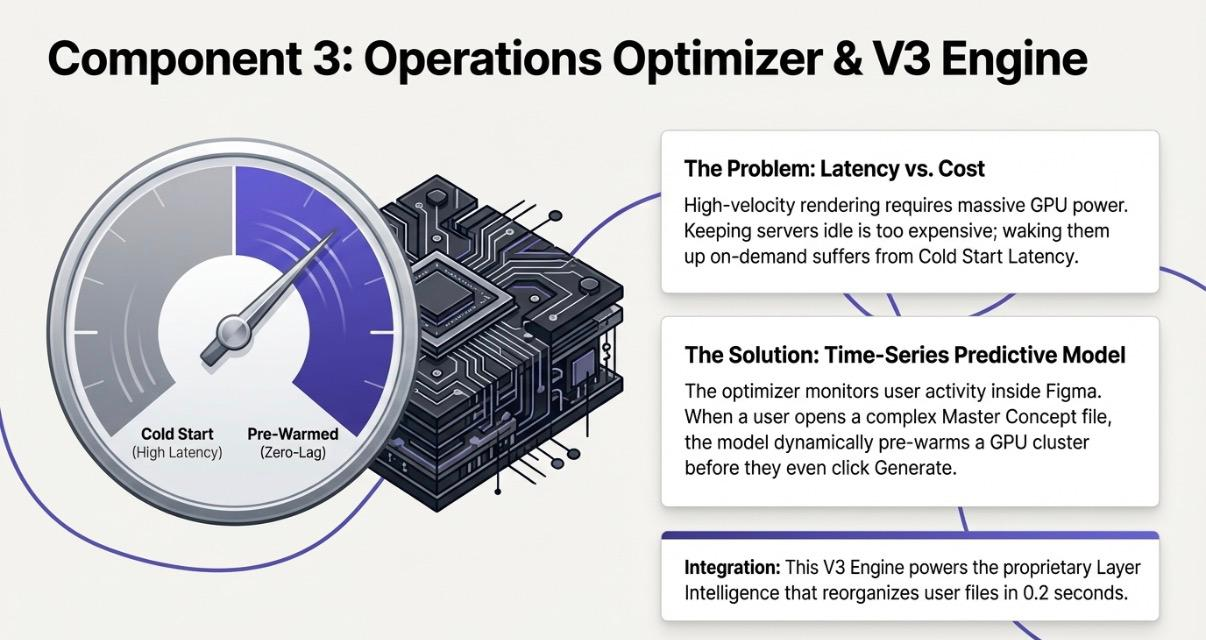 Component 3: Operations Optimizer & V3 Engine
Cold Start
(High Latency)
Pre-Warmed
(Zero-Lag)
The Problem: Latency vs. Cost
High-velocity rendering requires massive GPU power.
Keeping servers idle is too expensive; waking them
up on-demand suffers from Cold Start Latency.
The Solution: Time-Series Predictive Model
The optimizer monitors user activity inside Figma.
When a user opens a complex Master Concept file,
the model dynamically pre-warms a GPU cluster
before they even click Generate.
Integration: This V3 Engine powers the proprietary Layer
Intelligence that reorganizes user files in 0.2 seconds.